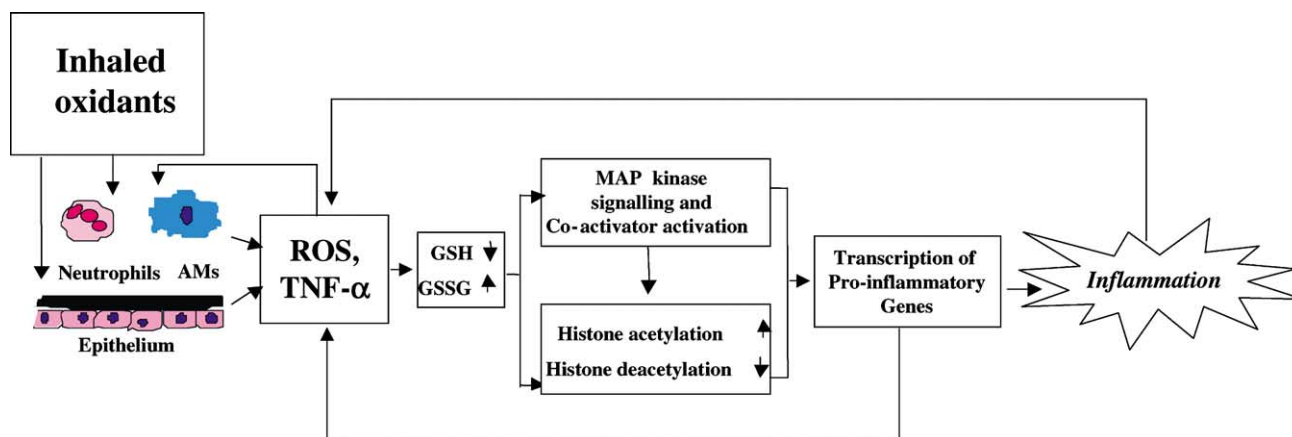 Inhaled
oxidants
Neutrophils AMs
Epithelium
ROS,
TNF-α
GSH
GSSG
MAP kinase
signalling and
Co-activator activation
Histone acetylation
Histone deacetylation
Transcription of
Pro-inflammatory
Genes
Inflammation